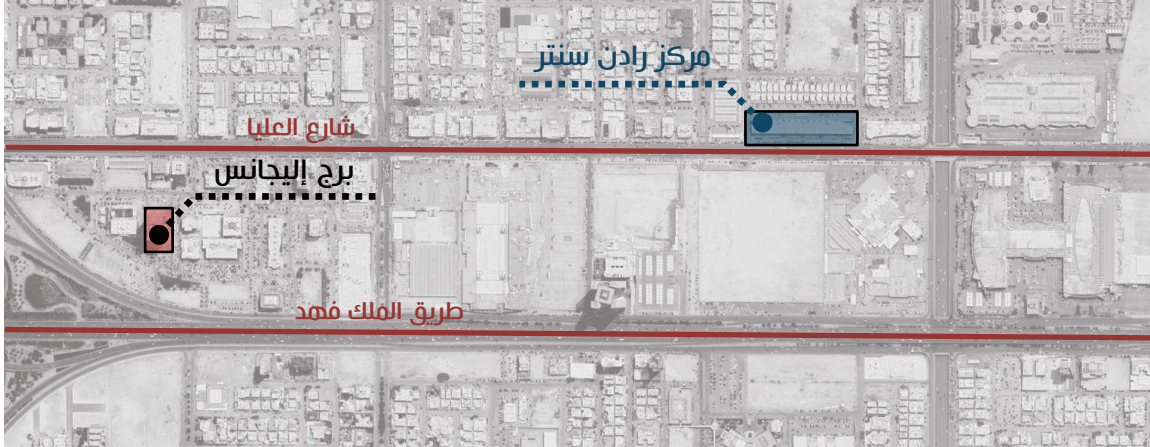 مركز رادن سنتر
شارع العليا
برج إليجانس
طريق الملك فهد